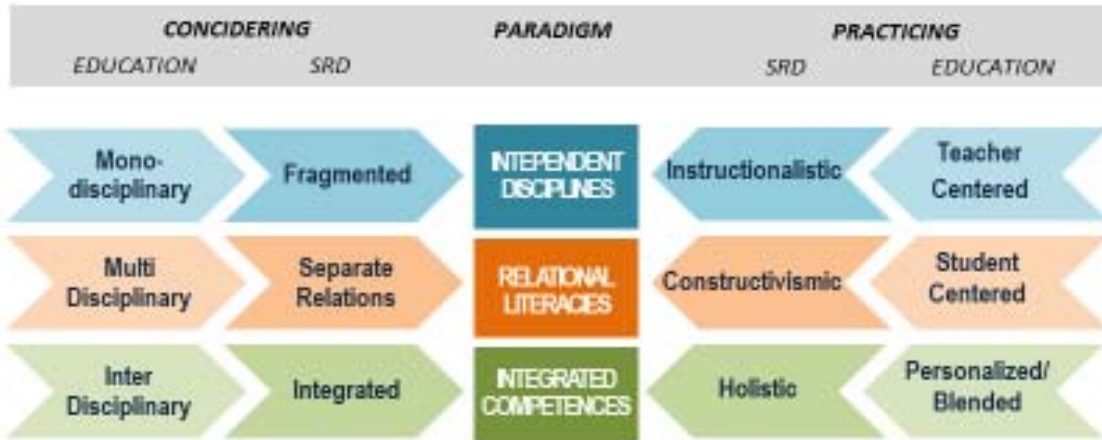 CONCIDERING PARADIGM PRACTICING
EDUCATION SRD SRD EDUCATION
Mono-
disciplinary
Fragmented
INTEPENDENT
DISCIPLINES
Instructionalistic
Teacher
Centered
Multi
Disciplinary
Separate
Relations
RELATIONAL
LITERACIES
Constructivismic
Student
Centered
Inter
Disciplinary
Integrated
INTEGRATED
COMPETENCES
Holistic
Personalized/
Blended